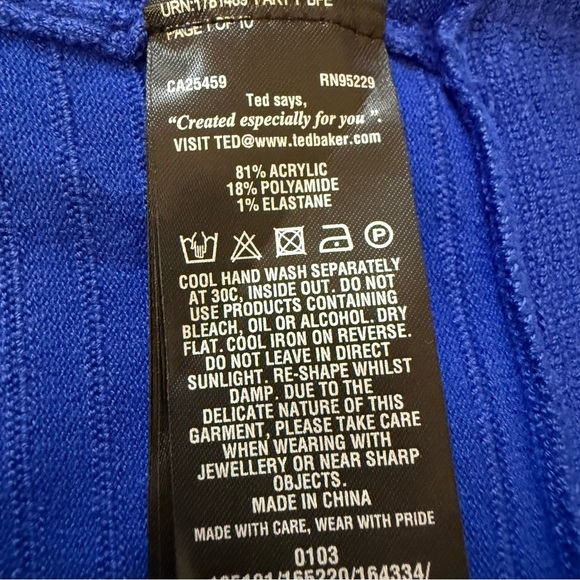 PAGE 1 OF 10
CA25459 RN95229
Ted says,
"Created especially for you".
VISIT TED@www.tedbaker.com
81% ACRYLIC
18% POLYAMIDE
1% ELASTANE
P
COOL HAND WASH SEPARATELY
AT 30C, INSIDE OUT. DO NOT
USE PRODUCTS CONTAINING
BLEACH, OIL OR ALCOHOL. DRY
FLAT. COOL IRON ON REVERSE.
DO NOT LEAVE IN DIRECT
SUNLIGHT. RE-SHAPE WHILST
DAMP. DUE TO THE
DELICATE NATURE OF THIS
GARMENT, PLEASE TAKE CARE
WHEN WEARING WITH
JEWELLERY OR NEAR SHARP
OBJECTS.
MADE IN CHINA
MADE WITH CARE, WEAR WITH PRIDE
0103
/165220/164334/